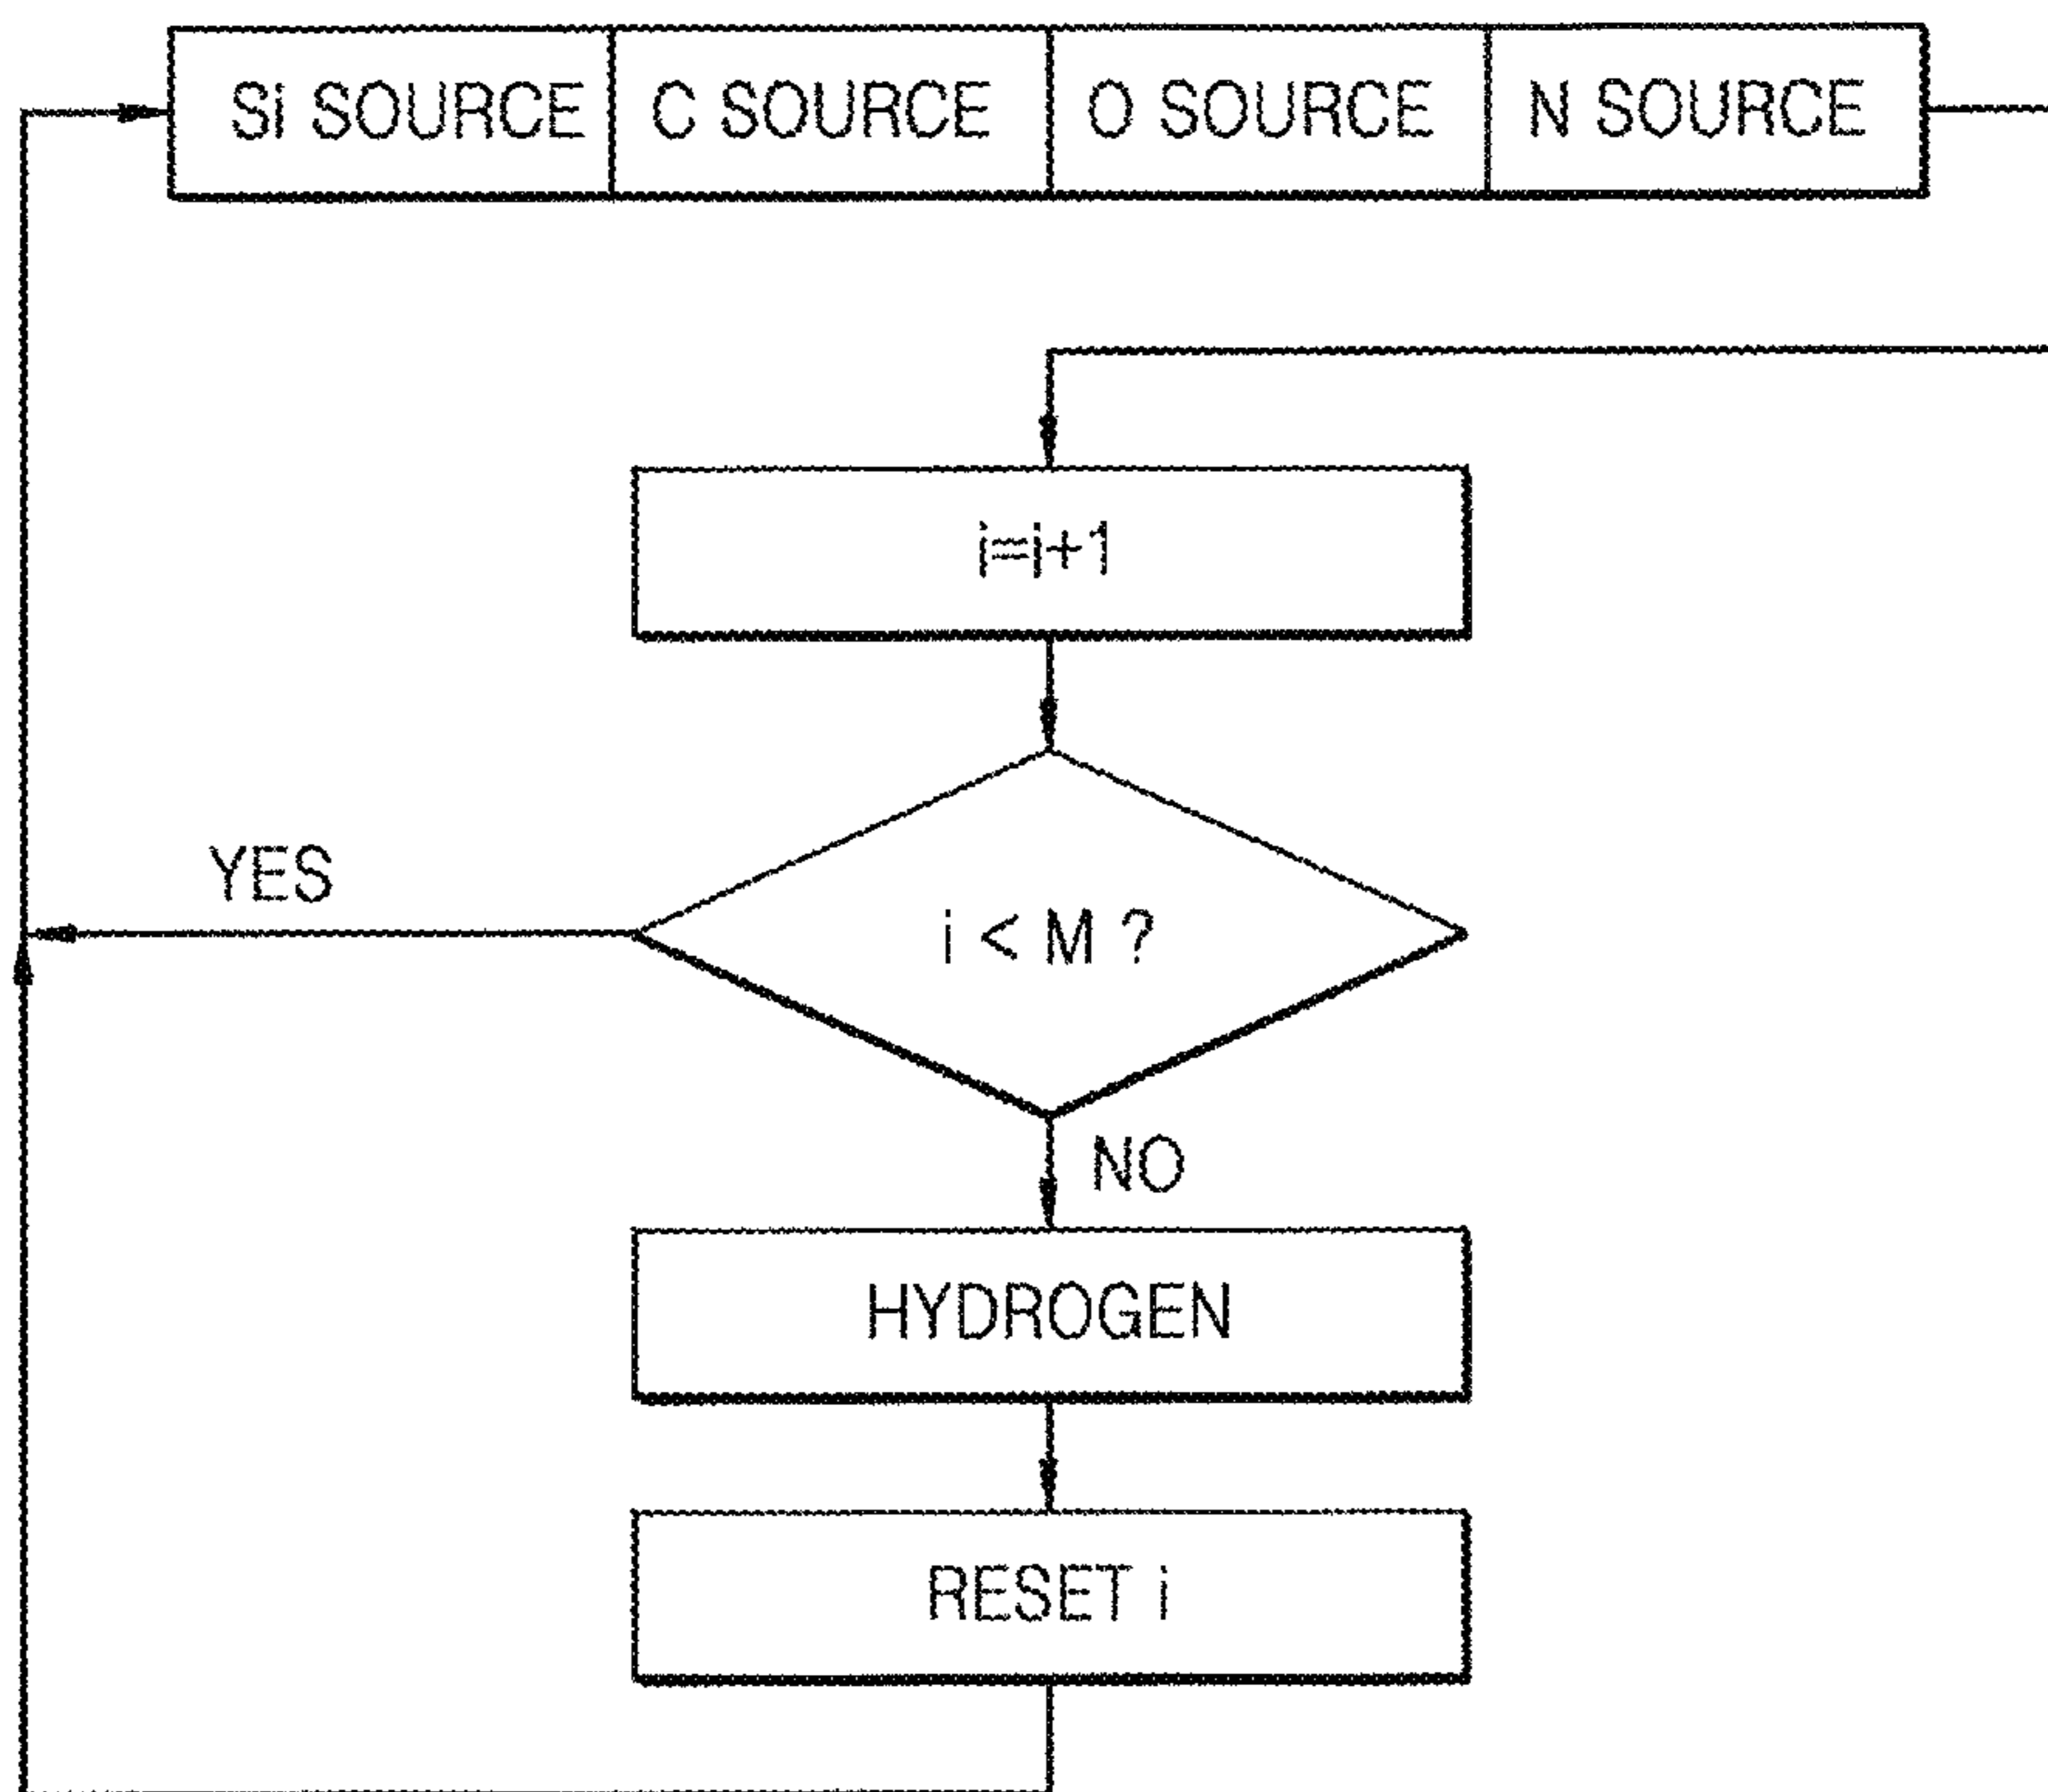 Si SOURCE C SOURCE O SOURCE N SOURCE
i=i+1
YES
i < M ?
NO
HYDROGEN
RESET i